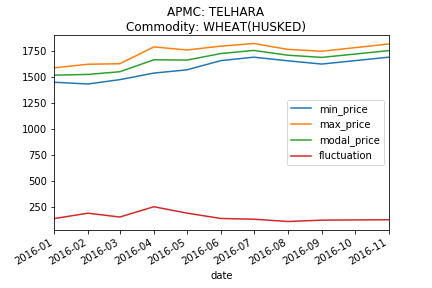 APMC: TELHARA
Commodity: WHEAT(HUSKED)
1750
1500
1250
1000
750
500
250
min_price
max_price
modal_price
fluctuation
2016-01
2016-02
2016-03
2016-04
2016-05
2016-06
2016-07
2016-08
2016-09
2016-10
2016-11
date